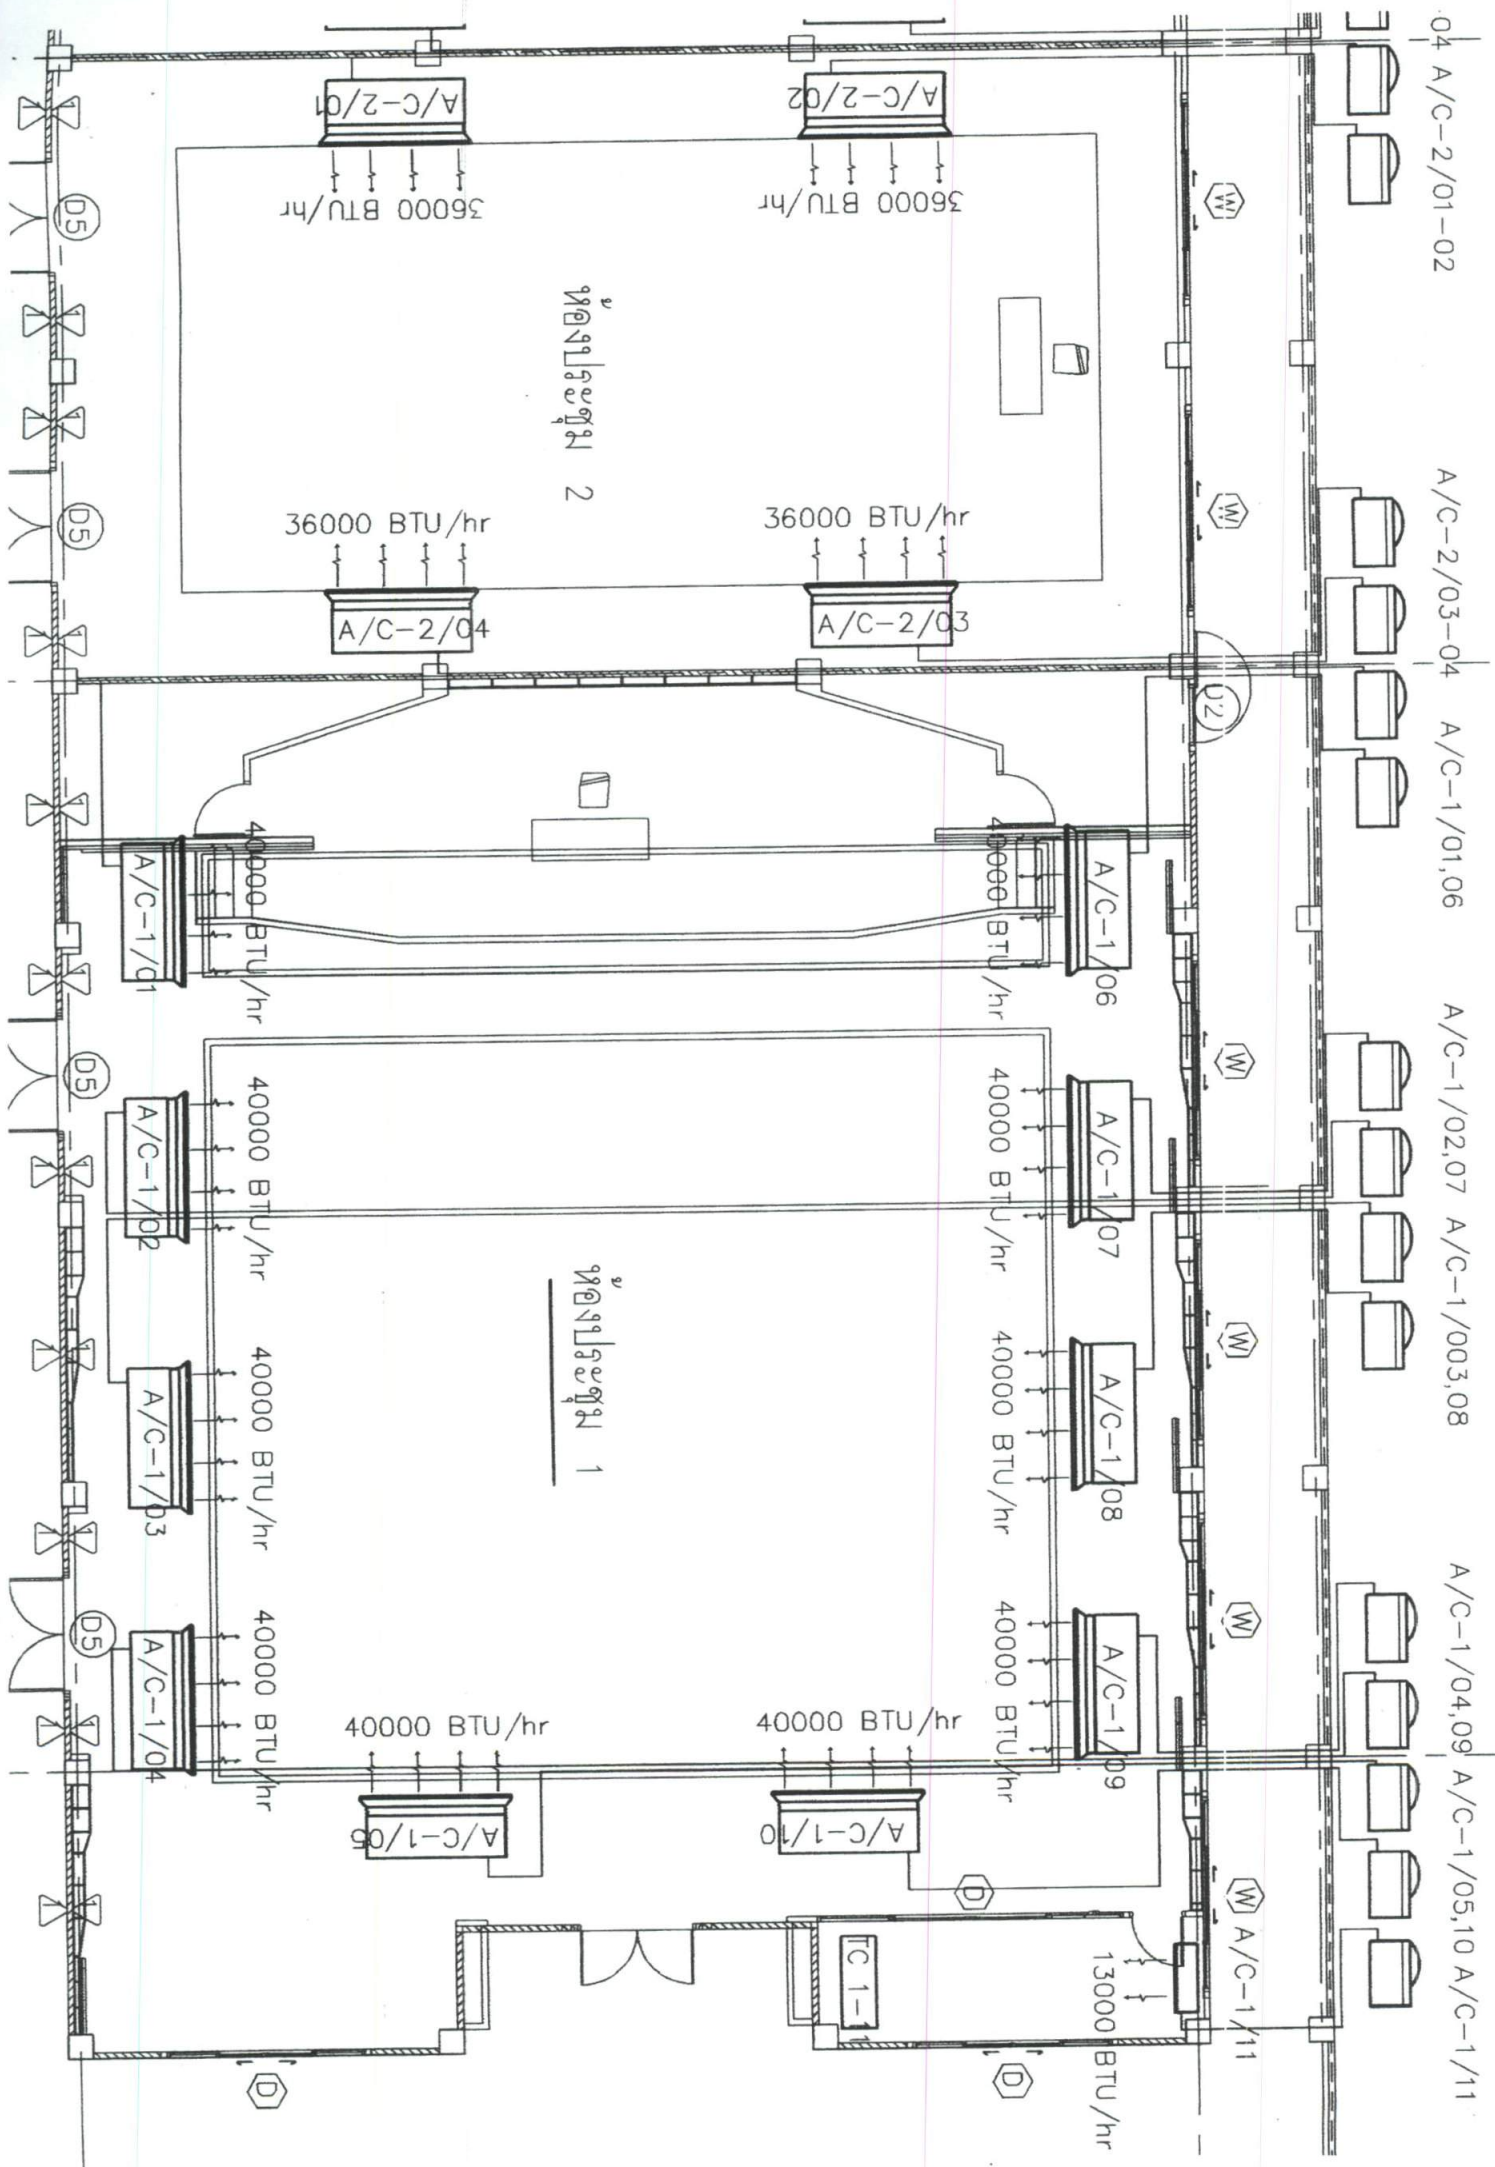 04 A/C-2/01-02
A/C-2/03-04
A/C-1/01,06
A/C-1/02,07
A/C-1/003,08
A/C-1/04,09
A/C-1/05,10
A/C-1/11
A/C-2/01
36000 BTU/hr
A/C-2/02
36000 BTU/hr
ห้องประชุม 2
36000 BTU/hr
A/C-2/04
36000 BTU/hr
A/C-2/03
W
W
D2
D5
D5
A/C-1/01
40000 BTU/hr
A/C-1/06
40000 BTU/hr
D5
A/C-1/02
40000 BTU/hr
A/C-1/07
40000 BTU/hr
W
ห้องประชุม 1
A/C-1/03
40000 BTU/hr
A/C-1/08
40000 BTU/hr
W
D5
A/C-1/04
40000 BTU/hr
A/C-1/09
40000 BTU/hr
W
40000 BTU/hr
A/C-1/05
40000 BTU/hr
A/C-1/10
W
A/C-1/11
13000 BTU/hr
TC 1-11
D
D
D